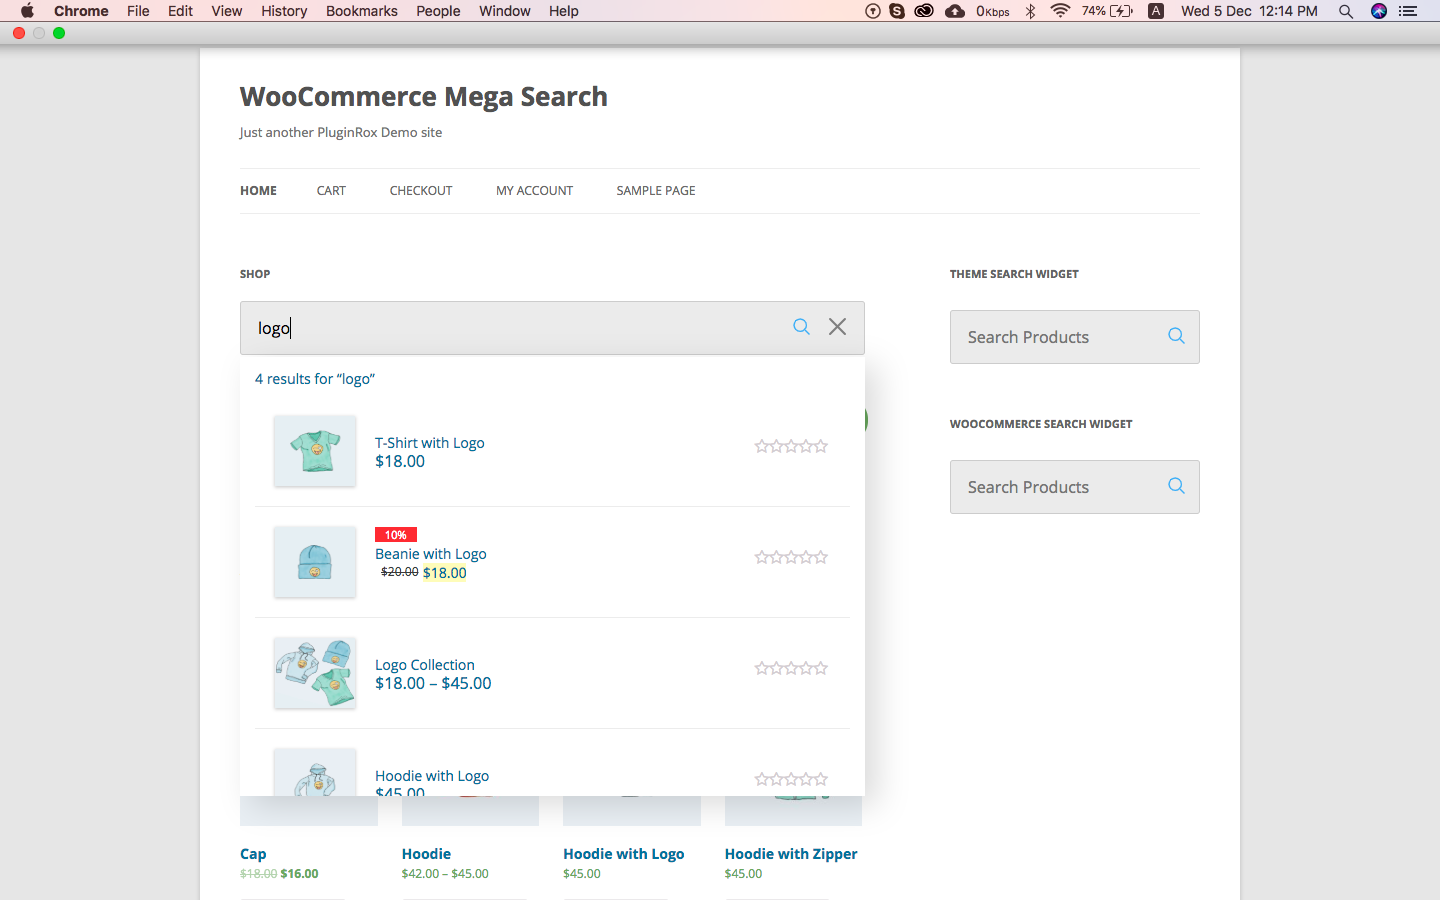 Chrome File Edit View History Bookmarks People Window Help 0Kbps 74% A Wed 5 Dec 12:14 PM
WooCommerce Mega Search
Just another PluginRox Demo site
HOME CART CHECKOUT MY ACCOUNT SAMPLE PAGE
SHOP
logo
4 results for “logo”
T-Shirt with Logo
$18.00
10%
Beanie with Logo
$20.00 $18.00
Logo Collection
$18.00 – $45.00
Hoodie with Logo
$45.00
Cap
$18.00 $16.00
Hoodie
$42.00 – $45.00
Hoodie with Logo
$45.00
Hoodie with Zipper
$45.00
THEME SEARCH WIDGET
Search Products
WOOCOMMERCE SEARCH WIDGET
Search Products